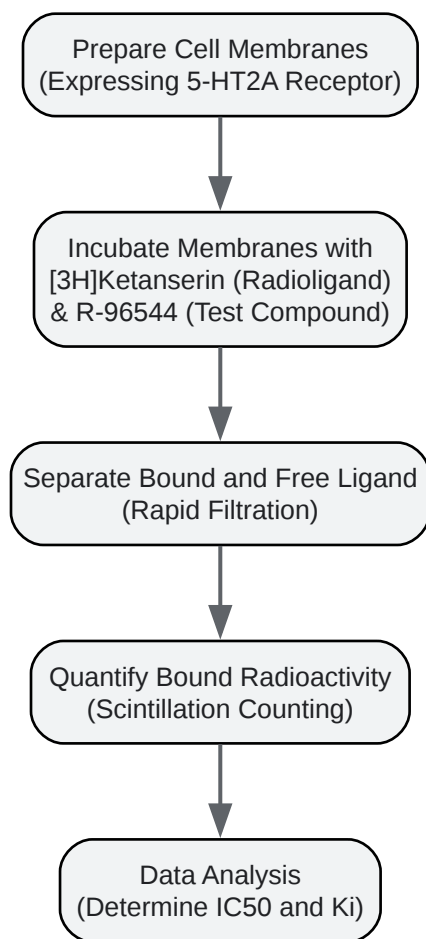 Prepare Cell Membranes
(Expressing 5-HT2A Receptor)
Incubate Membranes with
[3H]Ketanserin (Radioligand)
& R-96544 (Test Compound)
Separate Bound and Free Ligand
(Rapid Filtration)
Quantify Bound Radioactivity
(Scintillation Counting)
Data Analysis
(Determine IC50 and Ki)